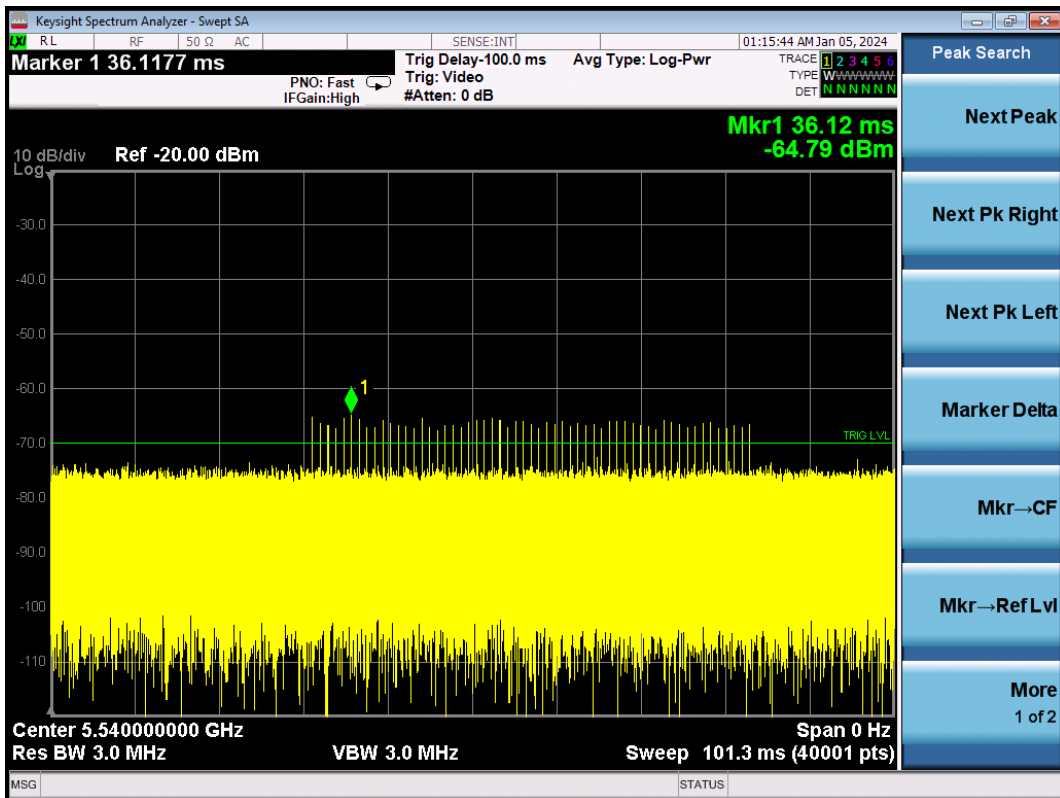 Keysight Spectrum Analyzer - Swept SA
LXI RL RF 50 Ω AC SENSE:INT 01:15:44 AM Jan 05, 2024
Marker 1 36.1177 ms
PNO: Fast
IFGain:High
Trig Delay-100.0 ms
Trig: Video
#Atten: 0 dB
Avg Type: Log-Pwr
TRACE 1 2 3 4 5 6
TYPE WWWWWW
DET N N N N N N
Mkr1 36.12 ms
-64.79 dBm
10 dB/div Ref -20.00 dBm
Log
-30.0
-40.0
-50.0
-60.0
1
-70.0
TRIG LVL
-80.0
-90.0
-100
-110
Center 5.540000000 GHz Span 0 Hz
Res BW 3.0 MHz VBW 3.0 MHz Sweep 101.3 ms (40001 pts)
MSG STATUS
Peak Search
Next Peak
Next Pk Right
Next Pk Left
Marker Delta
Mkr→CF
Mkr→Ref Lvl
More
1 of 2